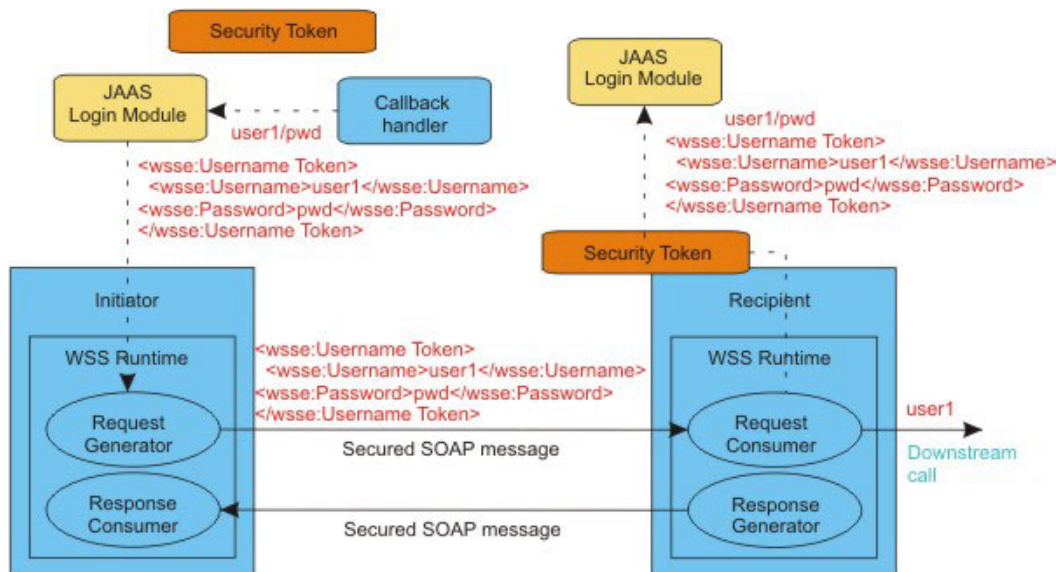 Security Token
JAAS
Login Module
Callback
handler
user1/pwd
<wsse:Username Token>
<wsse:Username>user1</wsse:Username>
<wsse:Password>pwd</wsse:Password>
</wsse:Username Token>
JAAS
Login Module
user1/pwd
<wsse:Username Token>
<wsse:Username>user1</wsse:Username>
<wsse:Password>pwd</wsse:Password>
</wsse:Username Token>
Security Token
Initiator
WSS Runtime
Request
Generator
Response
Consumer
<wsse:Username Token>
<wsse:Username>user1</wsse:Username>
<wsse:Password>pwd</wsse:Password>
</wsse:Username Token>
Secured SOAP message
Secured SOAP message
Recipient
WSS Runtime
Request
Consumer
Response
Generator
user1
Downstream
call